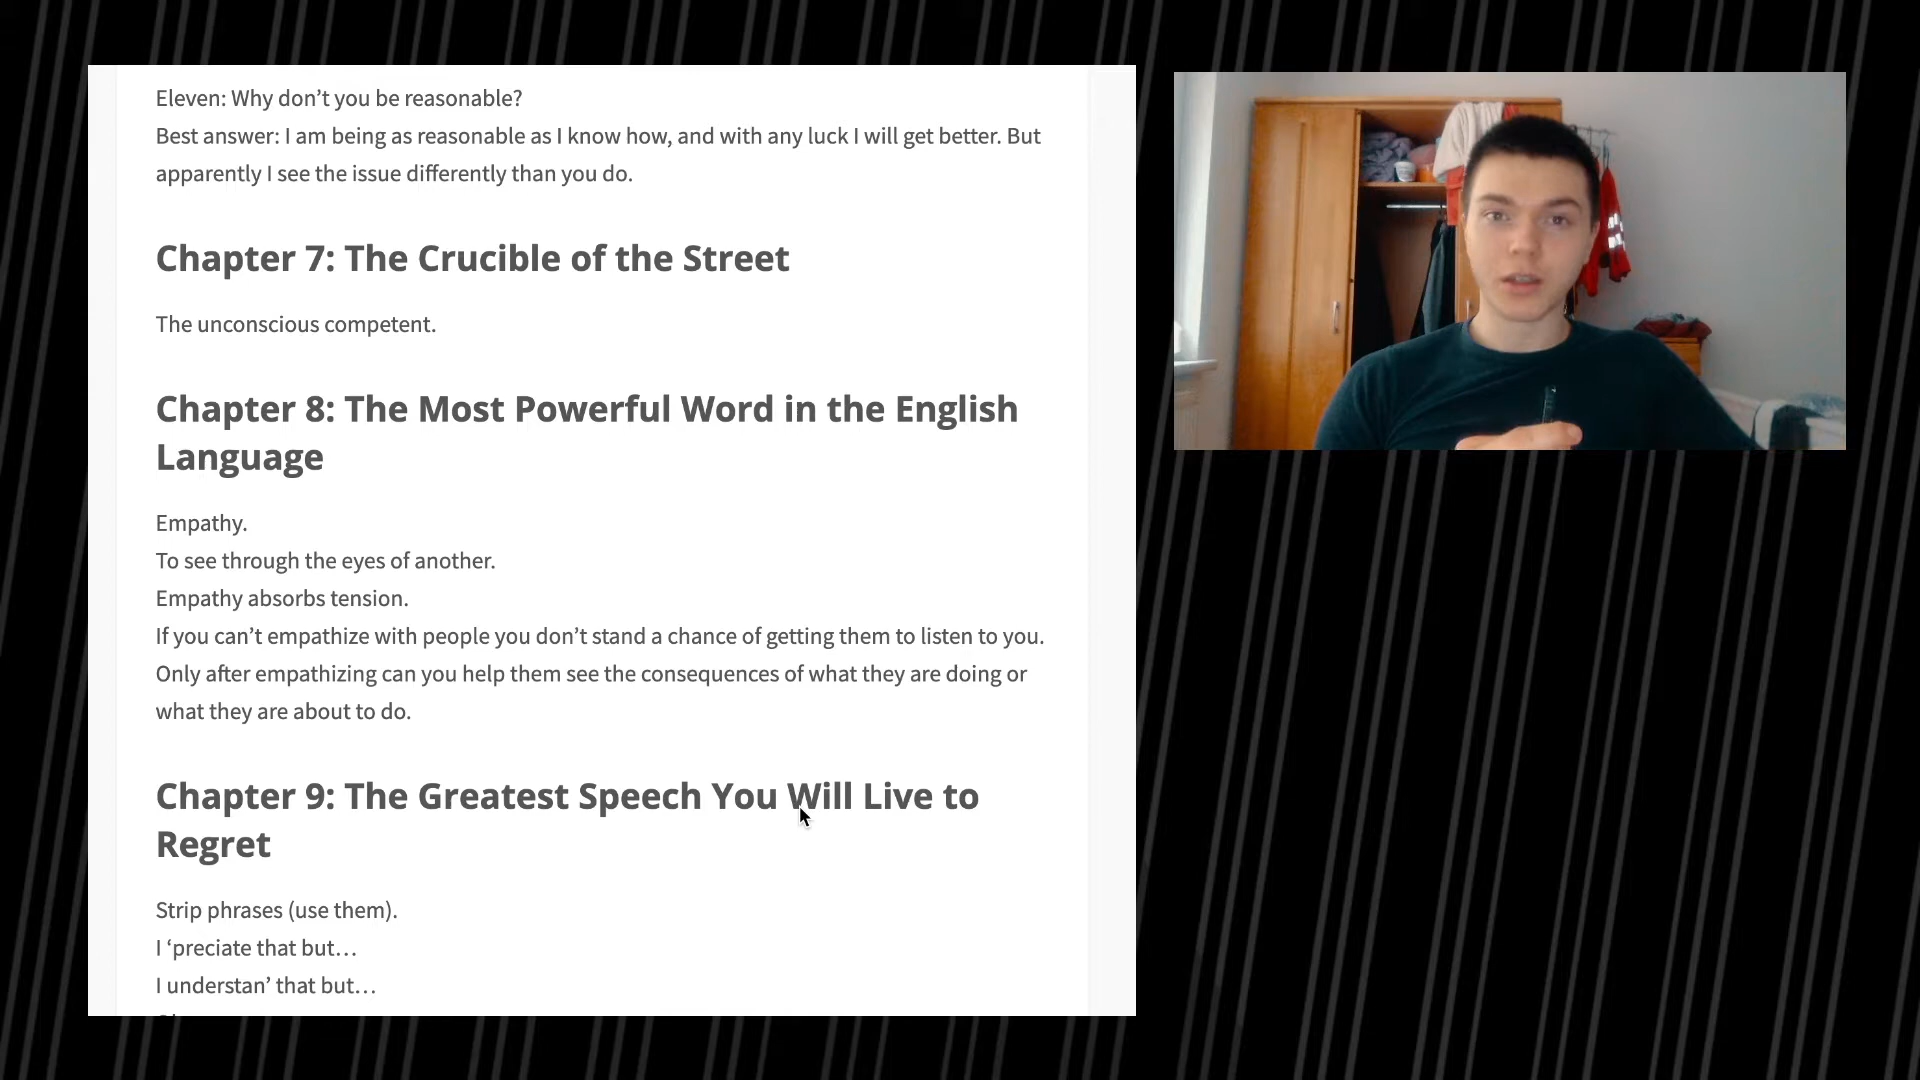 Eleven: Why don’t you be reasonable?
Best answer: I am being as reasonable as I know how, and with any luck I will get better. But
apparently I see the issue differently than you do.
Chapter 7: The Crucible of the Street
The unconscious competent.
Chapter 8: The Most Powerful Word in the English
Language
Empathy.
To see through the eyes of another.
Empathy absorbs tension.
If you can’t empathize with people you don’t stand a chance of getting them to listen to you.
Only after empathizing can you help them see the consequences of what they are doing or
what they are about to do.
Chapter 9: The Greatest Speech You Will Live to
Regret
Strip phrases (use them).
I ‘preciate that but…
I understan’ that but…